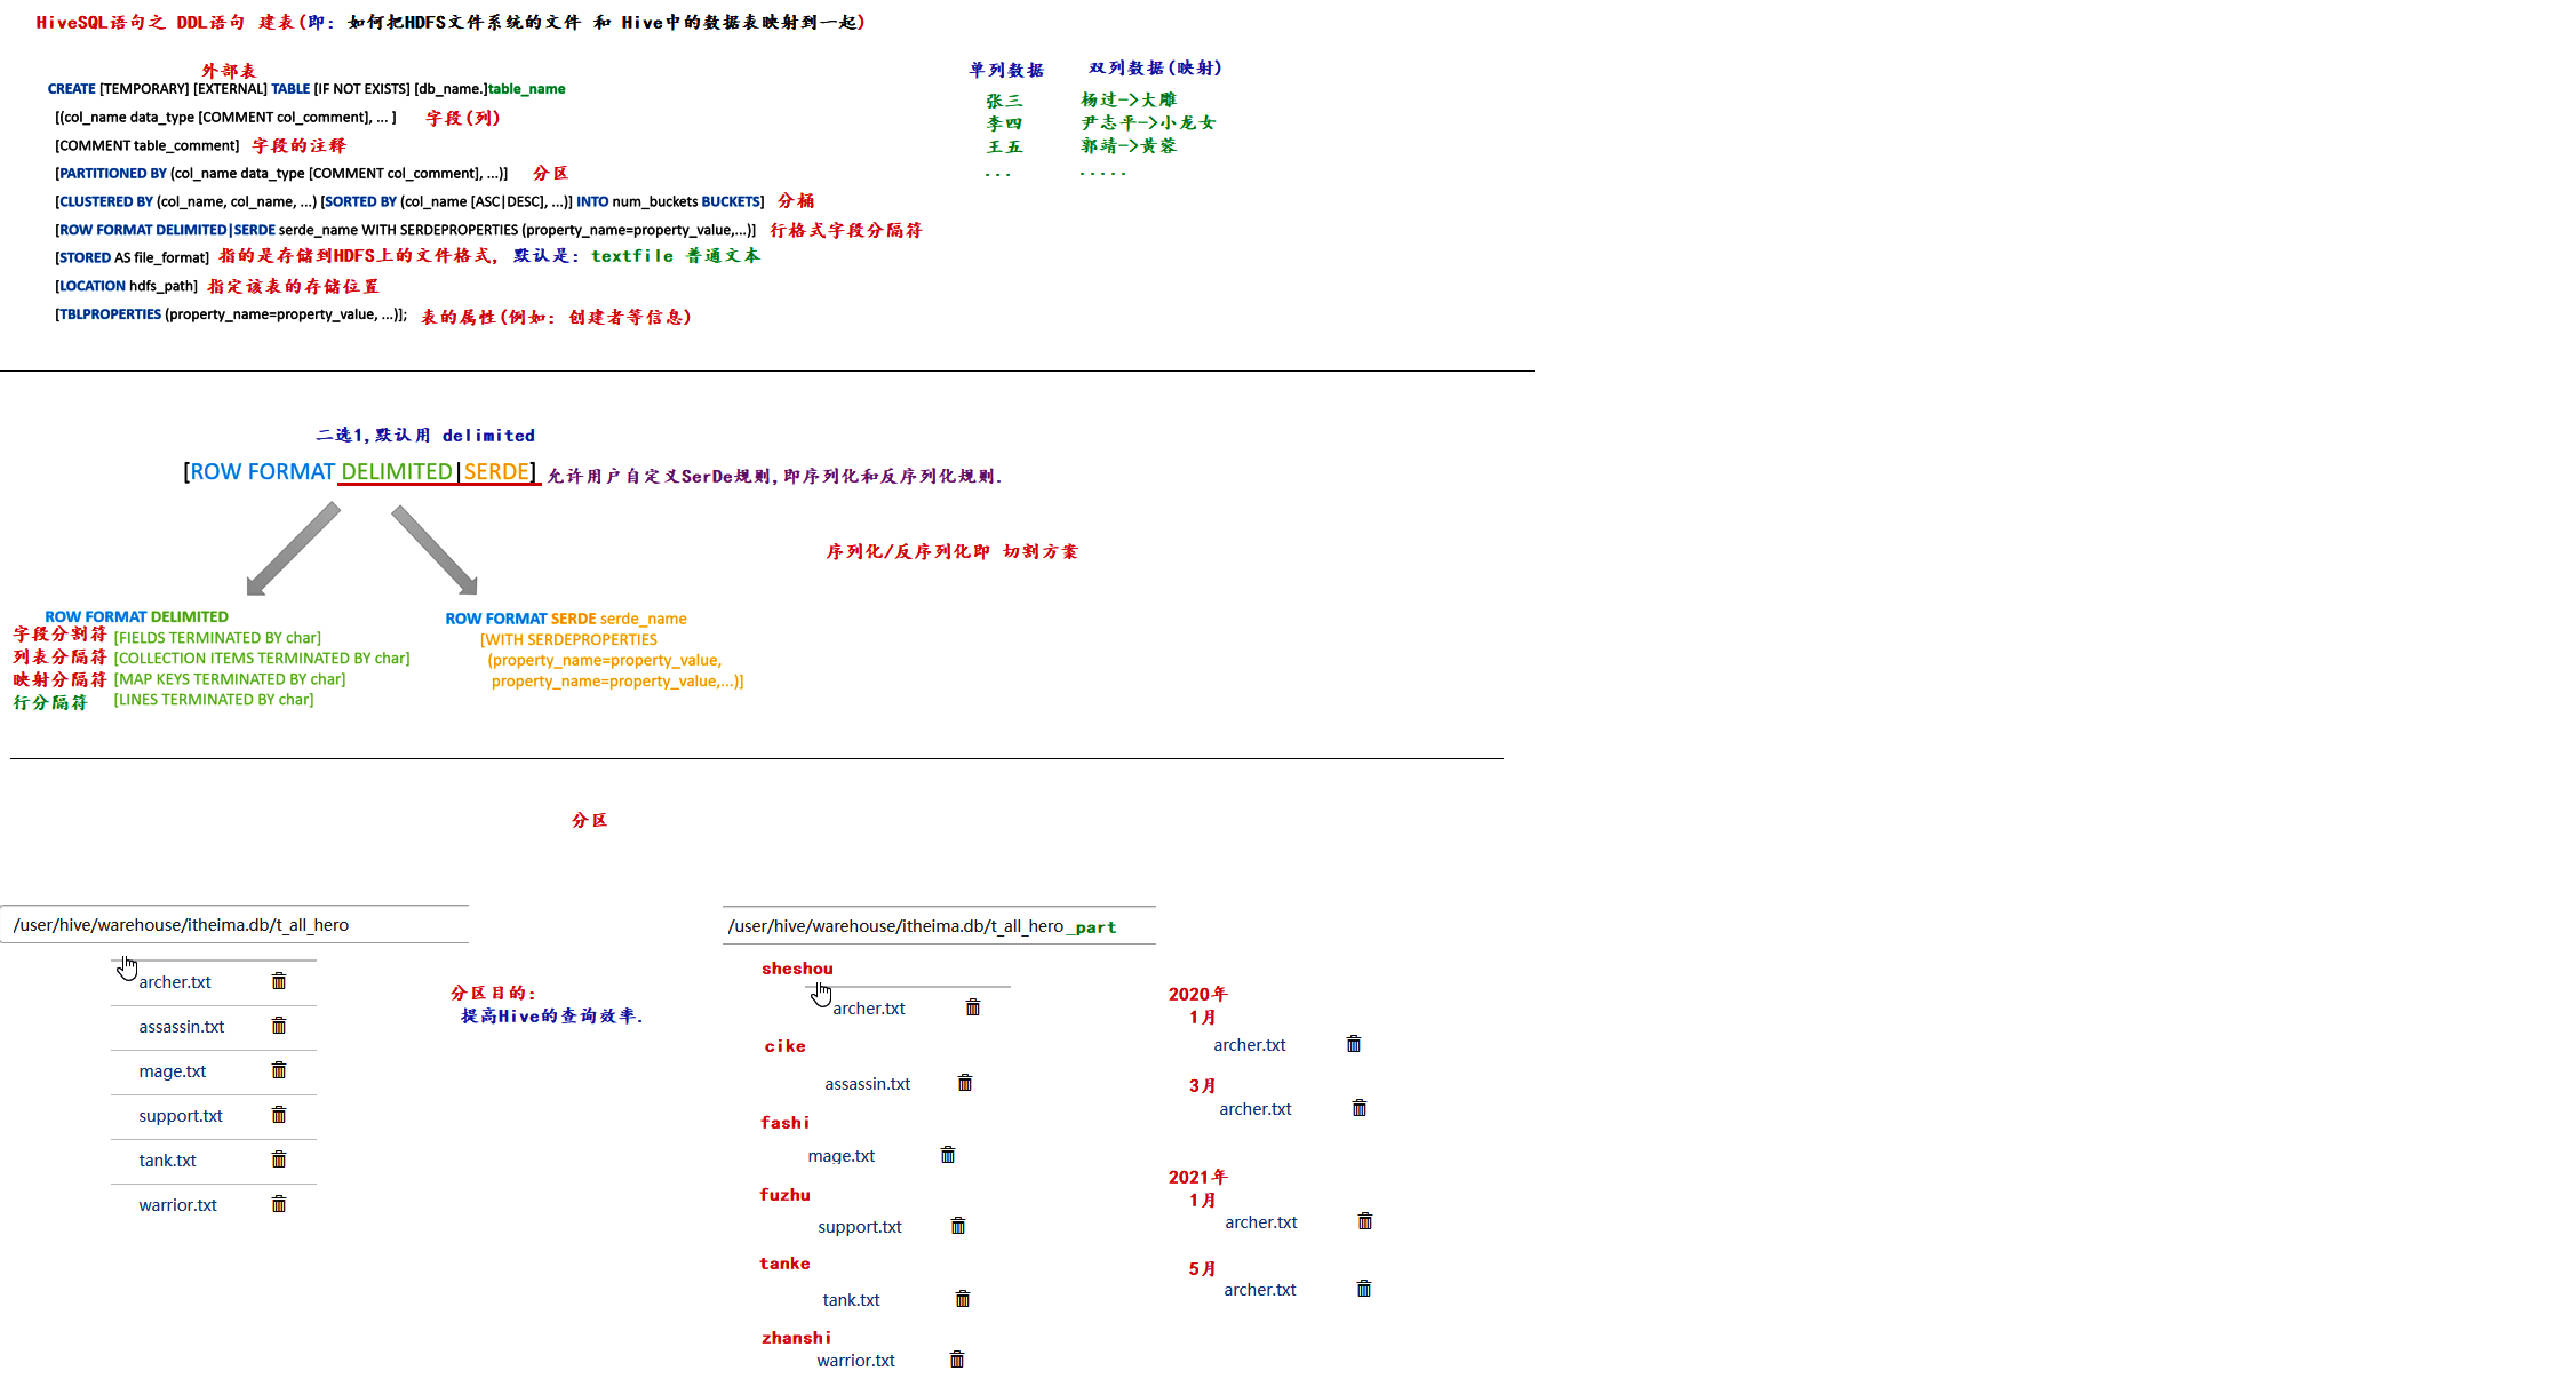 HiveSQL语句之 DDL语句 建表(即: 如何把HDFS文件系统的文件 和 Hive中的数据表映射到一起)
外部表
CREATE [TEMPORARY] [EXTERNAL] TABLE [IF NOT EXISTS] [db_name.]table_name
[(col_name data_type [COMMENT col_comment], ... ] 字段(列)
[COMMENT table_comment] 字段的注释
[PARTITIONED BY (col_name data_type [COMMENT col_comment], ...)] 分区
[CLUSTERED BY (col_name, col_name, ...) [SORTED BY (col_name [ASC|DESC], ...)] INTO num_buckets BUCKETS] 分桶
[ROW FORMAT DELIMITED|SERDE serde_name WITH SERDEPROPERTIES (property_name=property_value,...)] 行格式字段分隔符
[STORED AS file_format] 指的是存储到HDFS上的文件格式, 默认是: textfile 普通文本
[LOCATION hdfs_path] 指定该表的存储位置
[TBLPROPERTIES (property_name=property_value, ...)]; 表的属性(例如: 创建者等信息)
单列数据 双列数据(映射)
张三 杨过->大雕
李四 尹志平->小龙女
王五 郭靖->黄蓉
... .....
二选1,默认用 delimited
[ROW FORMAT DELIMITED|SERDE] 允许用户自定义SerDe规则,即序列化和反序列化规则.
序列化/反序列化即 切割方案
ROW FORMAT DELIMITED
字段分割符 [FIELDS TERMINATED BY char]
列表分隔符 [COLLECTION ITEMS TERMINATED BY char]
映射分隔符 [MAP KEYS TERMINATED BY char]
行分隔符 [LINES TERMINATED BY char]
ROW FORMAT SERDE serde_name
[WITH SERDEPROPERTIES
(property_name=property_value,
property_name=property_value,...)]
分区
/user/hive/warehouse/itheima.db/t_all_hero
archer.txt
assassin.txt
mage.txt
support.txt
tank.txt
warrior.txt
分区目的:
提高Hive的查询效率.
/user/hive/warehouse/itheima.db/t_all_hero_part
sheshou
archer.txt
cike
assassin.txt
fashi
mage.txt
fuzhu
support.txt
tanke
tank.txt
zhanshi
warrior.txt
2020年
1月
archer.txt
3月
archer.txt
2021年
1月
archer.txt
5月
archer.txt